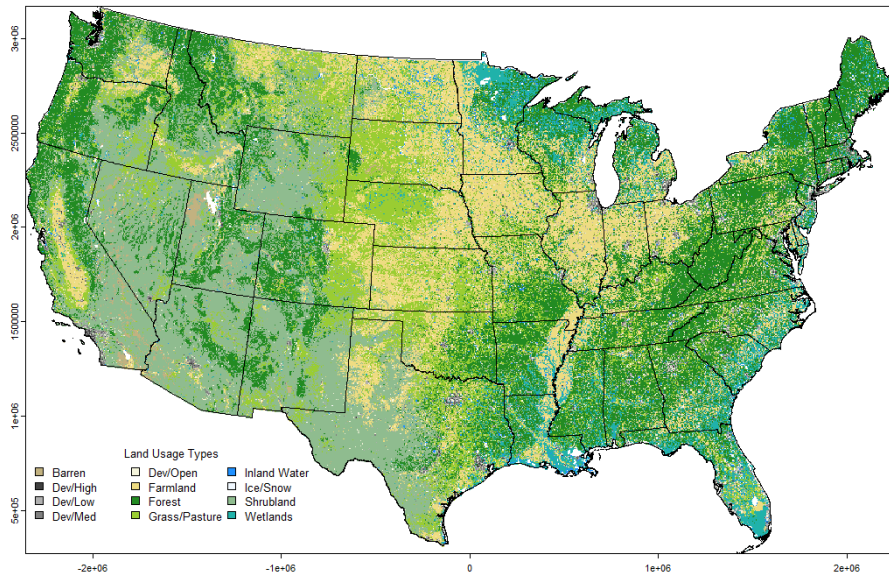 3e+06
2500000
2e+06
1500000
1e+06
5e+05
Land Usage Types
Barren Dev/Open Inland Water
Dev/High Farmland Ice/Snow
Dev/Low Forest Shrubland
Dev/Med Grass/Pasture Wetlands
-2e+06 -1e+06 0 1e+06 2e+06